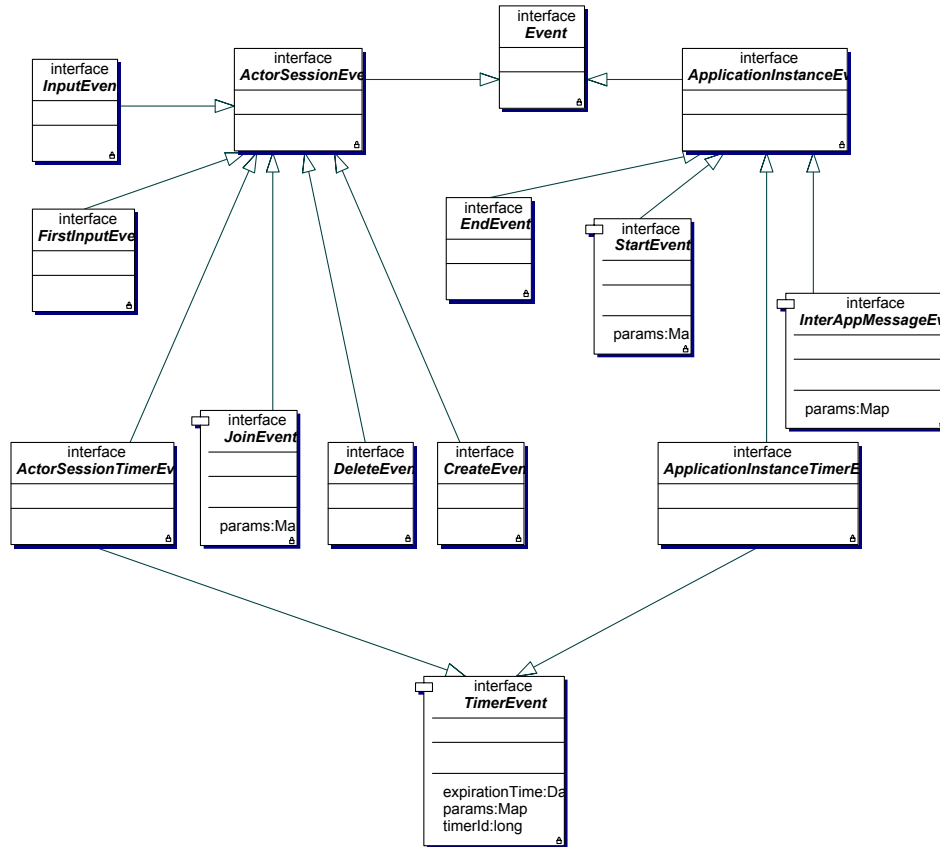 interface
Event
interface
ActorSessionEve
interface
ApplicationInstanceEv
interface
InputEven
interface
FirstInputEve
interface
EndEvent
interface
StartEvent
params:Ma
interface
InterAppMessageEv
params:Map
interface
ActorSessionTimerEv
interface
JoinEvent
params:Ma
interface
DeleteEven
interface
CreateEven
interface
ApplicationInstanceTimerE
interface
TimerEvent
expirationTime:Da
params:Map
timerId:long